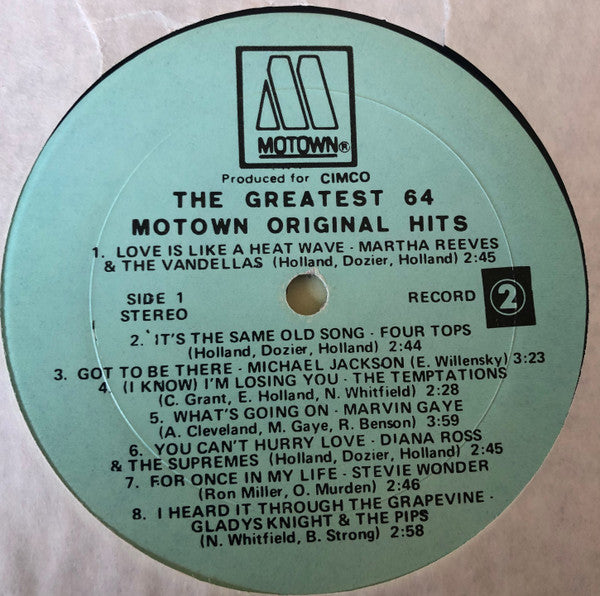 MOTOWN®
Produced for CIMCO
THE GREATEST 64
MOTOWN ORIGINAL HITS
1. LOVE IS LIKE A HEAT WAVE - MARTHA REEVES
& THE VANDELLAS (Holland, Dozier, Holland) 2:45
SIDE 1 RECORD 2
STEREO
2. IT'S THE SAME OLD SONG - FOUR TOPS
(Holland, Dozier, Holland) 2:44
3. GOT TO BE THERE - MICHAEL JACKSON (E. Willensky) 3:23
4. (I KNOW) I'M LOSING YOU - THE TEMPTATIONS
(C. Grant, E. Holland, N. Whitfield) 2:28
5. WHAT'S GOING ON - MARVIN GAYE
(A. Cleveland, M. Gaye, R. Benson) 3:59
6. YOU CAN'T HURRY LOVE - DIANA ROSS
& THE SUPREMES (Holland, Dozier, Holland) 2:45
7. FOR ONCE IN MY LIFE - STEVIE WONDER
(Ron Miller, O. Murden) 2:46
8. I HEARD IT THROUGH THE GRAPEVINE -
GLADYS KNIGHT & THE PIPS
(N. Whitfield, B. Strong) 2:58